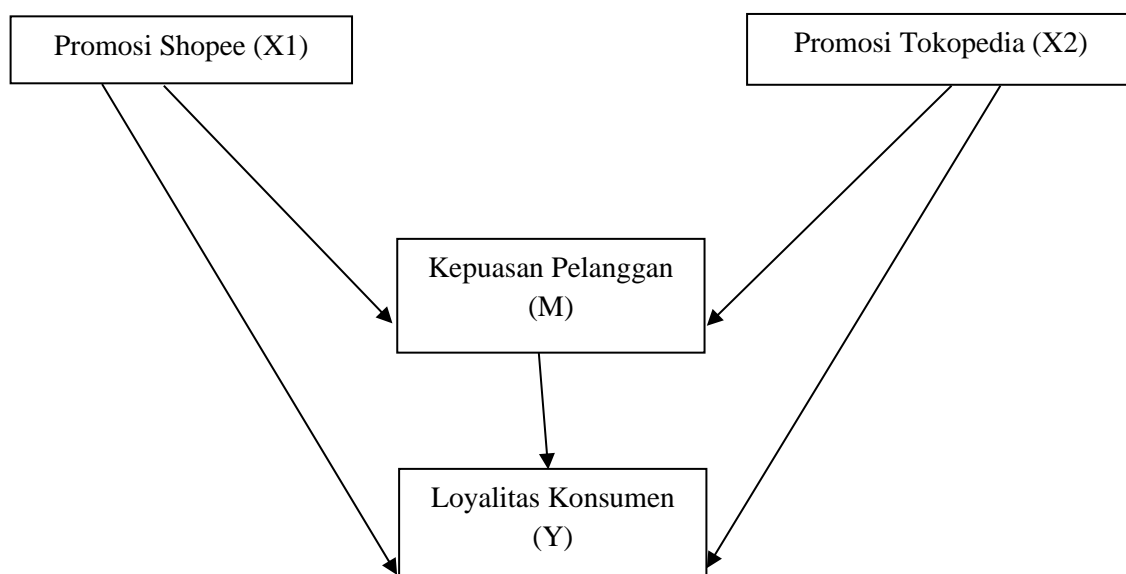 Promosi Shopee (X1)
Promosi Tokopedia (X2)
Kepuasan Pelanggan
(M)
Loyalitas Konsumen
(Y)